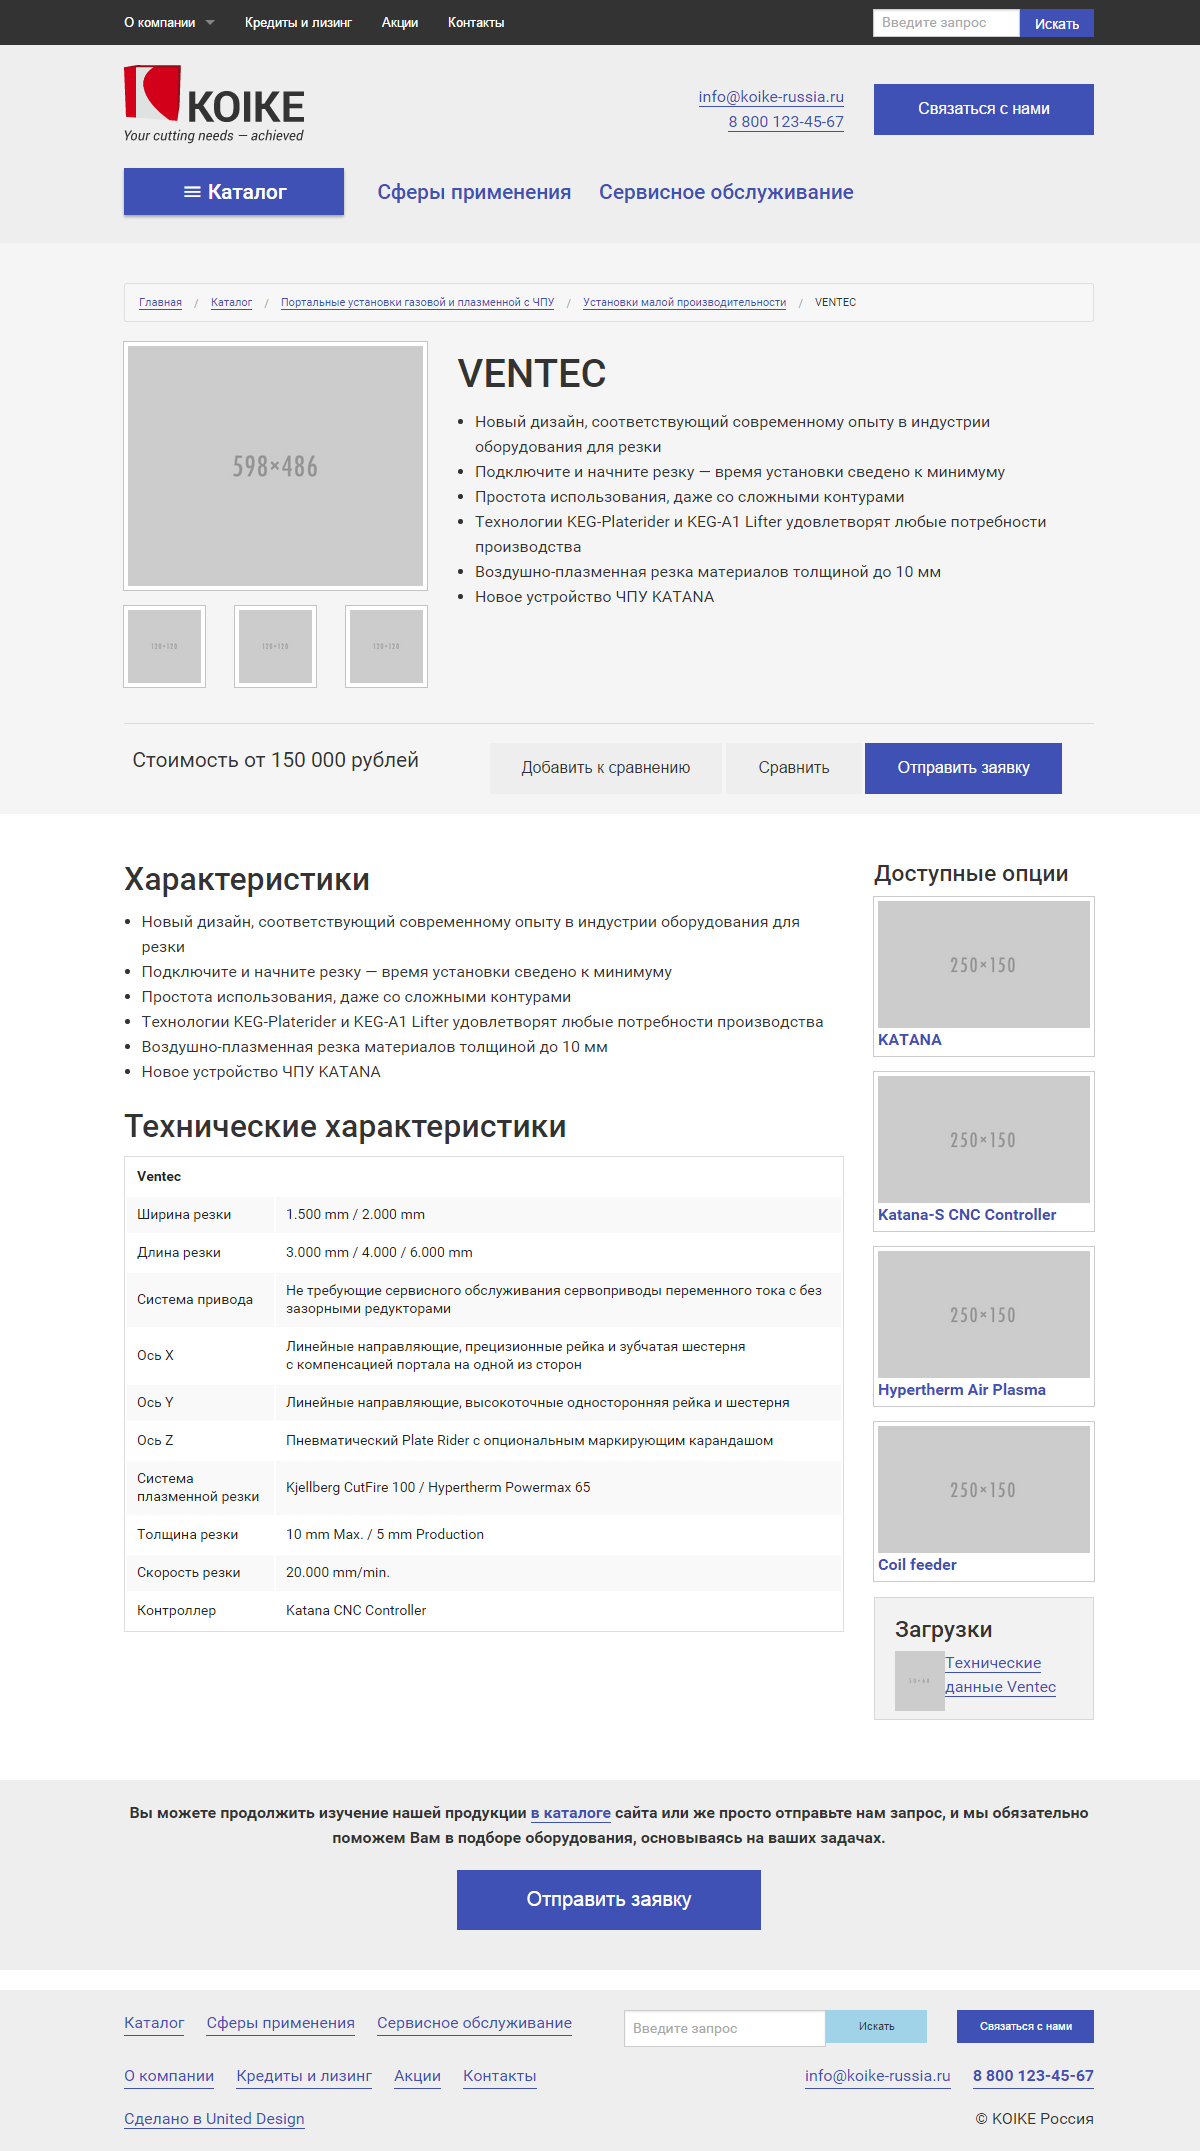 О компании Кредиты и лизинг Акции Контакты Введите запрос Искать
KOIKE
Your cutting needs — achieved
info@koike-russia.ru
8 800 123-45-67
Связаться с нами
Каталог Сферы применения Сервисное обслуживание
Главная / Каталог / Портальные установки газовой и плазменной с ЧПУ / Установки малой производительности / VENTEC
598×486
120×120 120×120 120×120
VENTEC
Новый дизайн, соответствующий современному опыту в индустрии
оборудования для резки
Подключите и начните резку — время установки сведено к минимуму
Простота использования, даже со сложными контурами
Технологии KEG-Platerider и KEG-A1 Lifter удовлетворят любые потребности
производства
Воздушно-плазменная резка материалов толщиной до 10 мм
Новое устройство ЧПУ KATANA
Стоимость от 150 000 рублей Добавить к сравнению Сравнить Отправить заявку
Характеристики
Новый дизайн, соответствующий современному опыту в индустрии оборудования для
резки
Подключите и начните резку — время установки сведено к минимуму
Простота использования, даже со сложными контурами
Технологии KEG-Platerider и KEG-A1 Lifter удовлетворят любые потребности производства
Воздушно-плазменная резка материалов толщиной до 10 мм
Новое устройство ЧПУ KATANA
Технические характеристики
Ventec
Ширина резки 1.500 mm / 2.000 mm
Длина резки 3.000 mm / 4.000 / 6.000 mm
Система привода Не требующие сервисного обслуживания сервоприводы переменного тока с без
зазорными редукторами
Ось X Линейные направляющие, прецизионные рейка и зубчатая шестерня
с компенсацией портала на одной из сторон
Ось Y Линейные направляющие, высокоточные односторонняя рейка и шестерня
Ось Z Пневматический Plate Rider с опциональным маркирующим карандашом
Система
плазменной резки Kjellberg CutFire 100 / Hypertherm Powermax 65
Толщина резки 10 mm Max. / 5 mm Production
Скорость резки 20.000 mm/min.
Контроллер Katana CNC Controller
Доступные опции
250×150
KATANA
250×150
Katana-S CNC Controller
250×150
Hypertherm Air Plasma
250×150
Coil feeder
Загрузки
Технические
данные Ventec
Вы можете продолжить изучение нашей продукции в каталоге сайта или же просто отправьте нам запрос, и мы обязательно
поможем Вам в подборе оборудования, основываясь на ваших задачах.
Отправить заявку
Каталог Сферы применения Сервисное обслуживание Введите запрос Искать Связаться с нами
О компании Кредиты и лизинг Акции Контакты info@koike-russia.ru 8 800 123-45-67
Сделано в United Design © KOIKE Россия